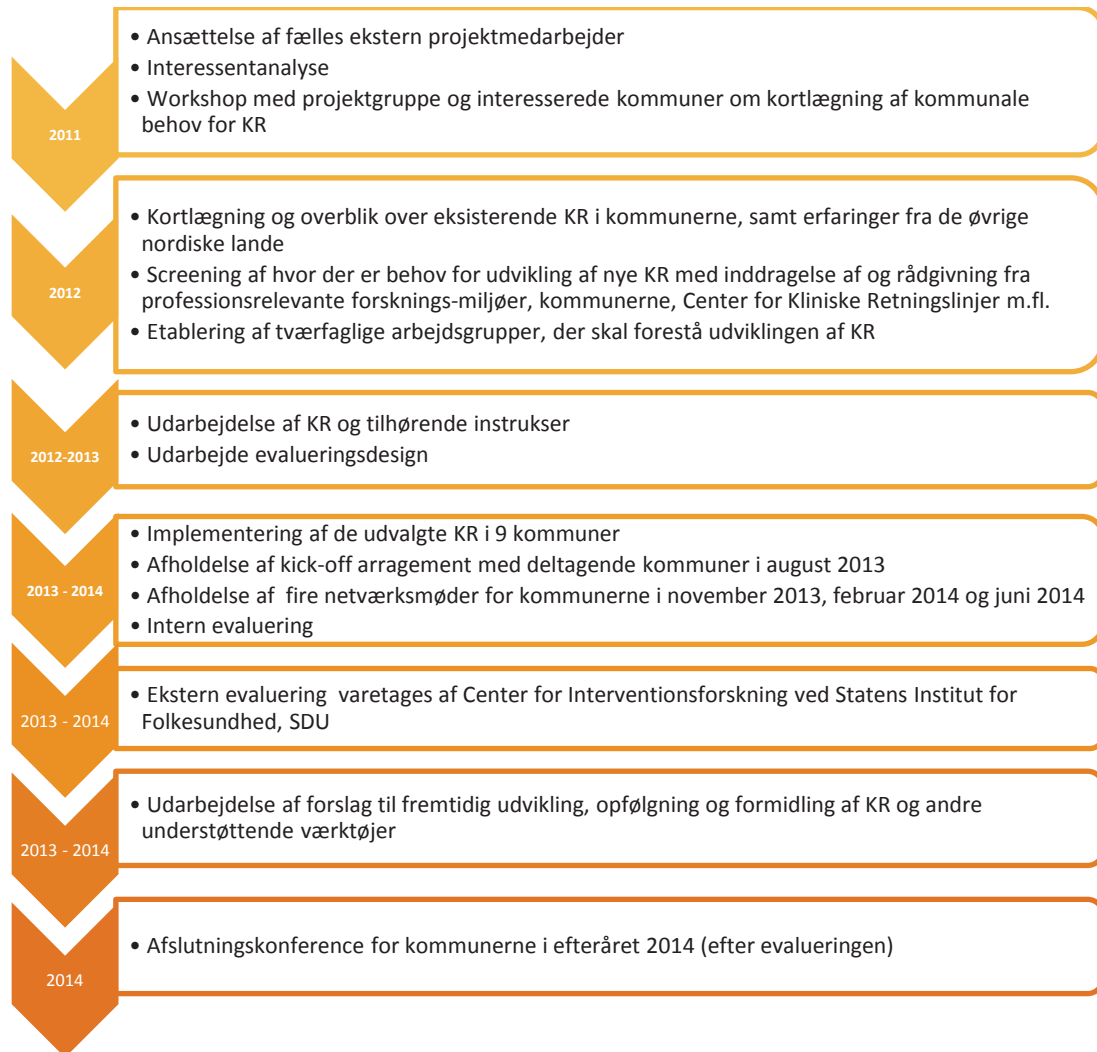 • Ansættelse af fælles ekstern projektmedarbejder
• Interessentanalyse
• Workshop med projektgruppe og interesserede kommuner om kortlægning af kommunale
behov for KR
2011
• Kortlægning og overblik over eksisterende KR i kommunerne, samt erfaringer fra de øvrige
nordiske lande
• Screening af hvor der er behov for udvikling af nye KR med inddragelse af og rådgivning fra
professionsrelevante forsknings-miljøer, kommunerne, Center for Kliniske Retningslinjer m.fl.
• Etablering af tværfaglige arbejdsgrupper, der skal forestå udviklingen af KR
2012
• Udarbejdelse af KR og tilhørende instrukser
• Udarbejde evalueringsdesign
2012-2013
• Implementering af de udvalgte KR i 9 kommuner
• Afholdelse af kick-off arragement med deltagende kommuner i august 2013
• Afholdelse af fire netværksmøder for kommunerne i november 2013, februar 2014 og juni 2014
• Intern evaluering
2013 - 2014
• Ekstern evaluering varetages af Center for Interventionsforskning ved Statens Institut for
Folkesundhed, SDU
2013 - 2014
• Udarbejdelse af forslag til fremtidig udvikling, opfølgning og formidling af KR og andre
understøttende værktøjer
2013 - 2014
• Afslutningskonference for kommunerne i efteråret 2014 (efter evalueringen)
2014